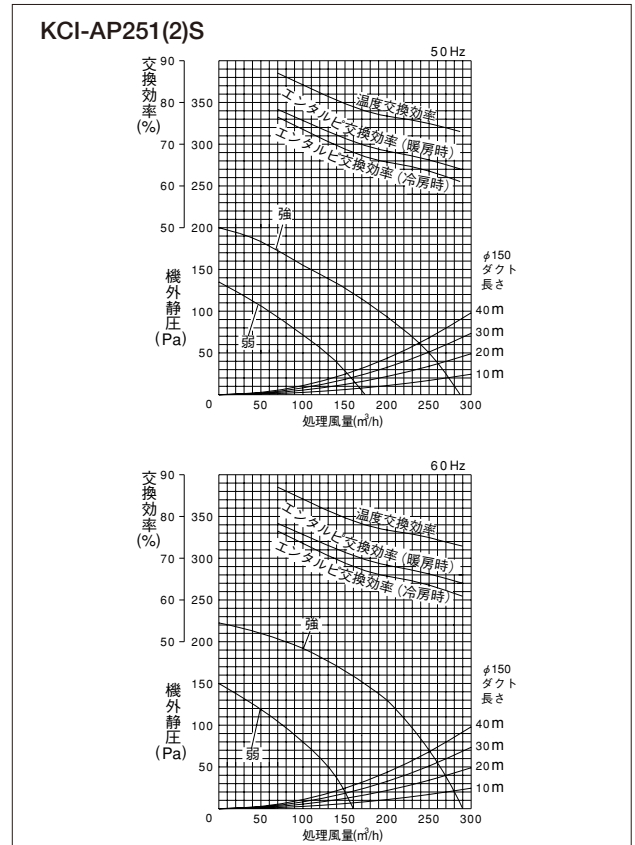 KCI-AP251(2)S
50Hz
交換効率(%)
90
80
70
60
50
350
300
250
200
150
100
50
0
機外静圧(Pa)
温度交換効率
エンタルピ交換効率(暖房時)
エンタルピ交換効率(冷房時)
強
弱
φ150
ダクト
長さ
40m
30m
20m
10m
0 50 100 150 200 250 300
処理風量(m³/h)
60Hz
交換効率(%)
90
80
70
60
50
350
300
250
200
150
100
50
0
機外静圧(Pa)
温度交換効率
エンタルピ交換効率(暖房時)
エンタルピ交換効率(冷房時)
強
弱
φ150
ダクト
長さ
40m
30m
20m
10m
0 50 100 150 200 250 300
処理風量(m³/h)